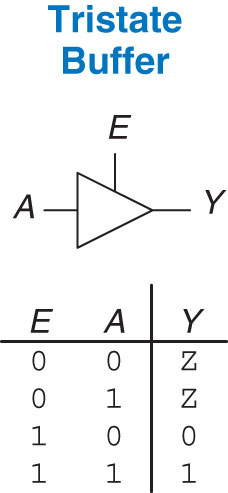 Tristate
Buffer
E
A Y
E A Y
0 0 Z
0 1 Z
1 0 0
1 1 1